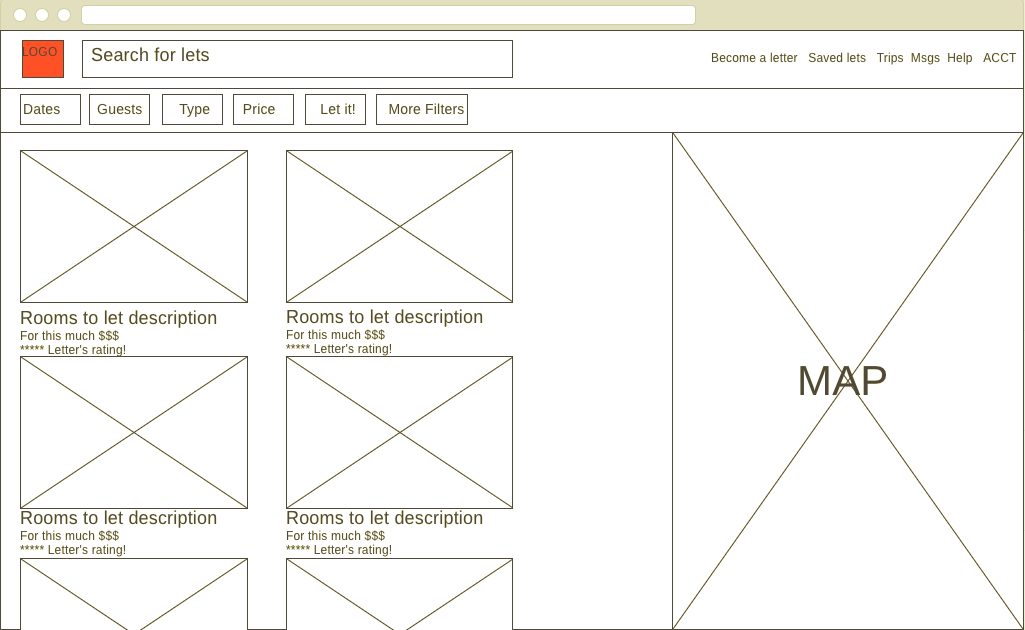 LOGO
Search for lets
Become a letter Saved lets Trips Msgs Help ACCT
Dates Guests Type Price Let it! More Filters
Rooms to let description
For this much $$$
***** Letter's rating!
Rooms to let description
For this much $$$
***** Letter's rating!
MAP
Rooms to let description
For this much $$$
***** Letter's rating!
Rooms to let description
For this much $$$
***** Letter's rating!